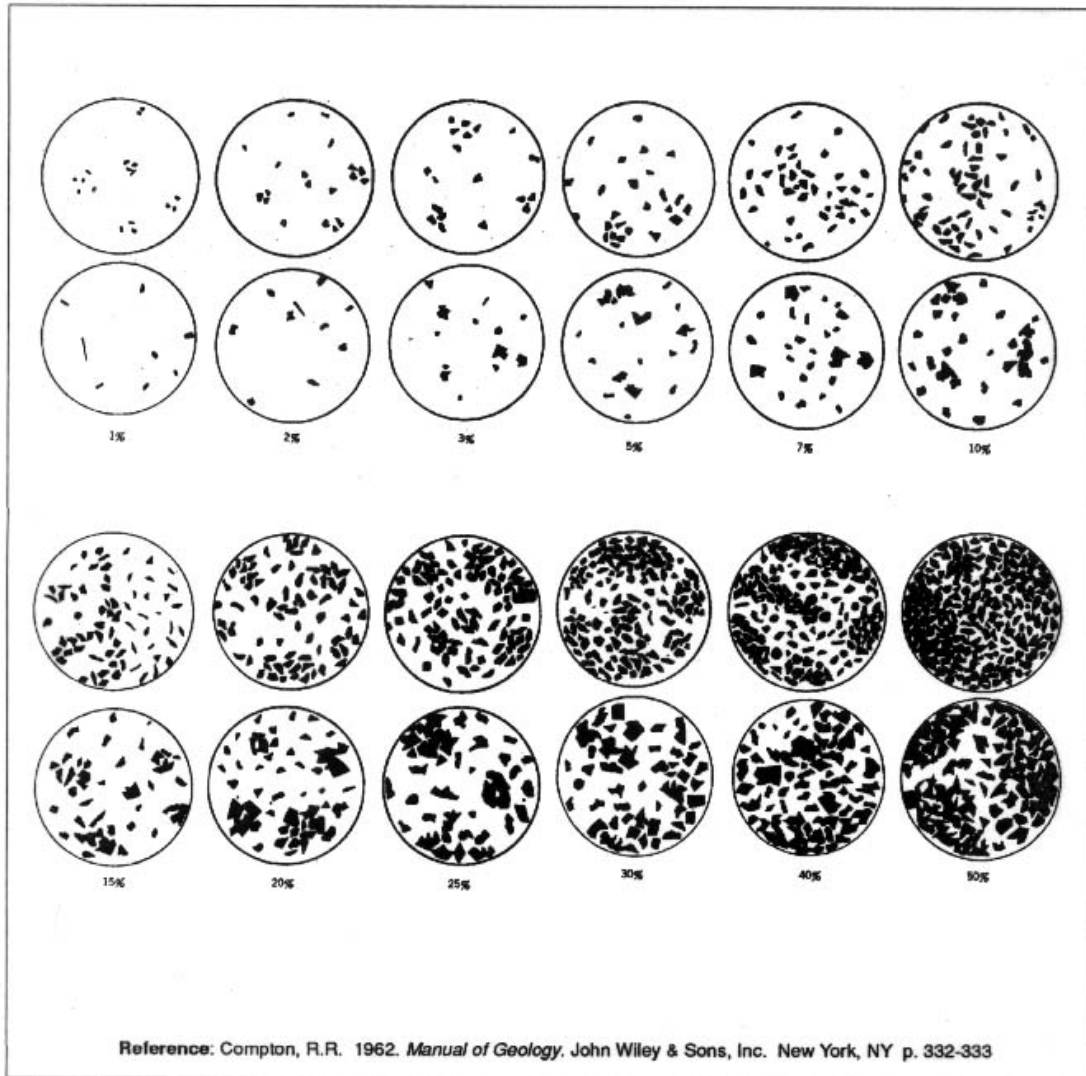 1% 2% 3% 5% 7% 10%
15% 20% 25% 30% 40% 50%
Reference: Compton, R.R. 1962. Manual of Geology. John Wiley & Sons, Inc. New York, NY p. 332-333